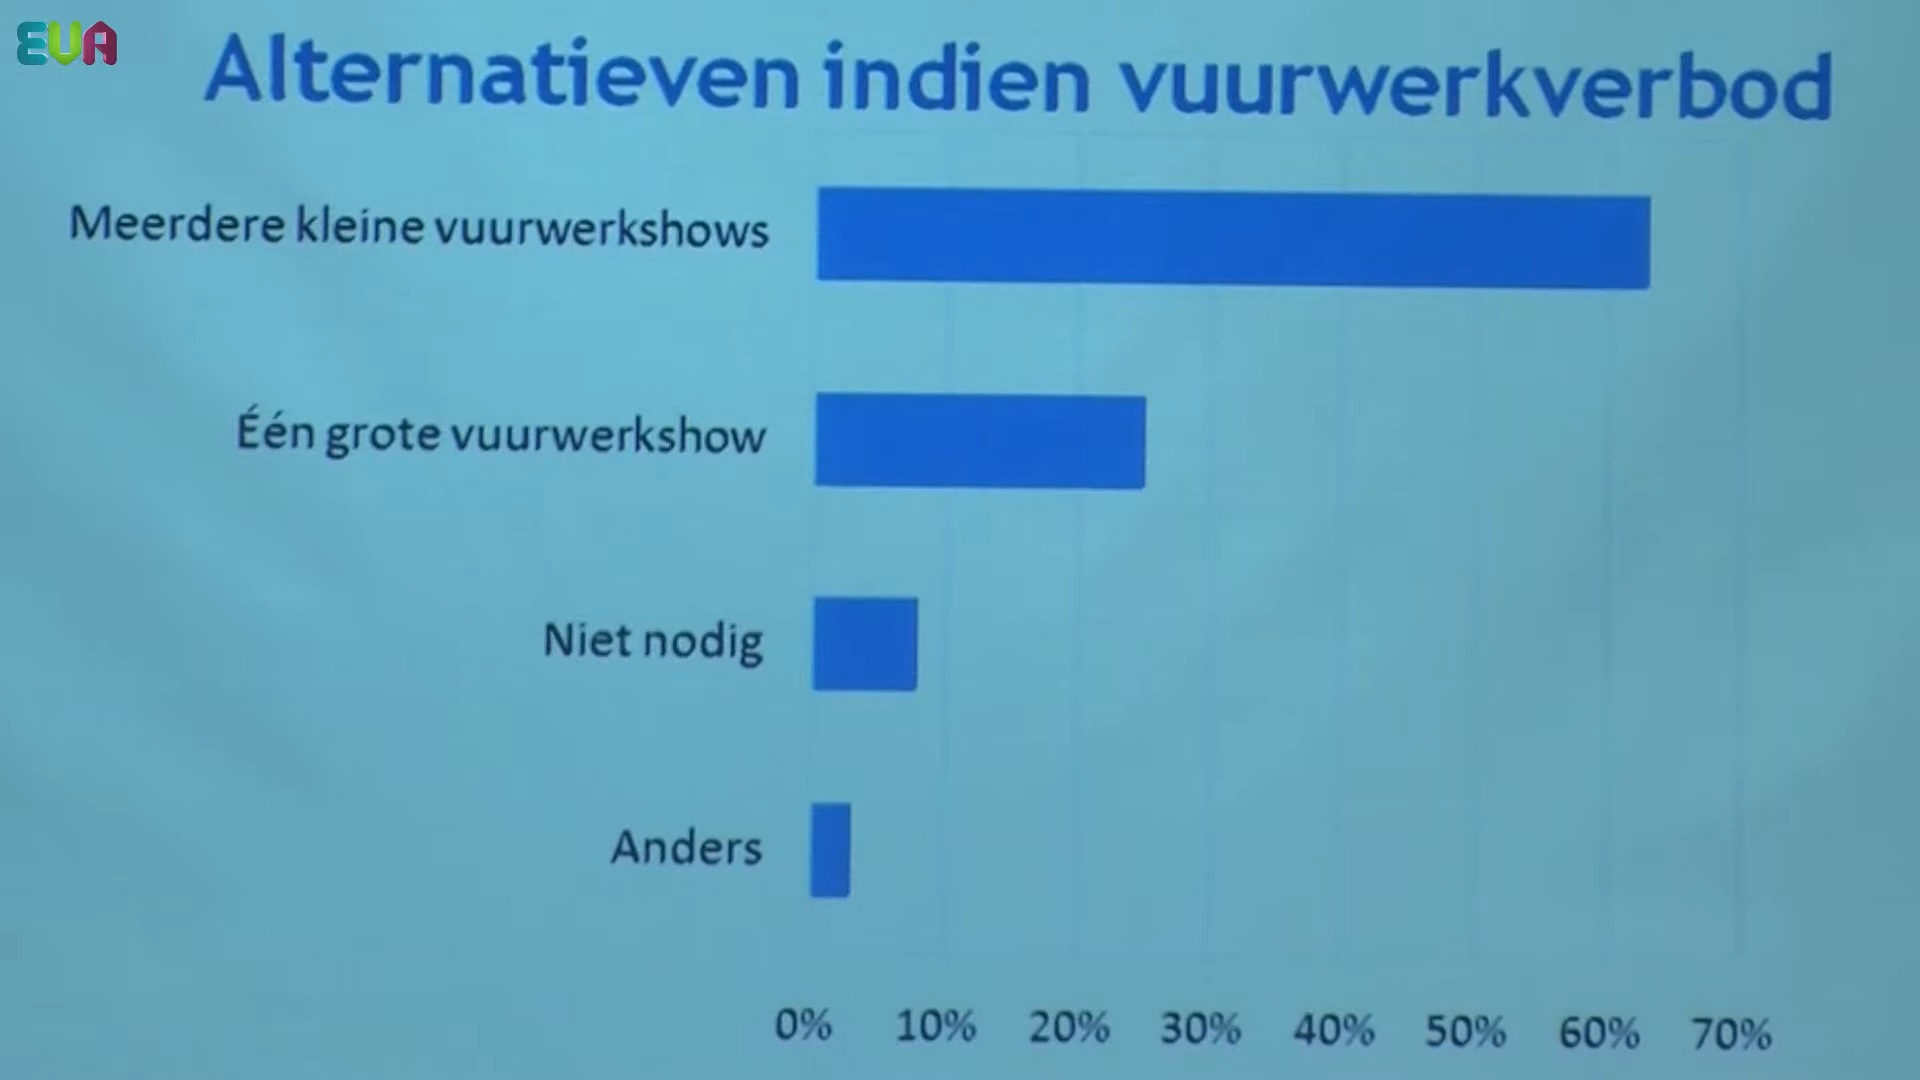 EVA
Alternatieven indien vuurwerkverbod
Meerdere kleine vuurwerkshows
Één grote vuurwerkshow
Niet nodig
Anders
0% 10% 20% 30% 40% 50% 60% 70%